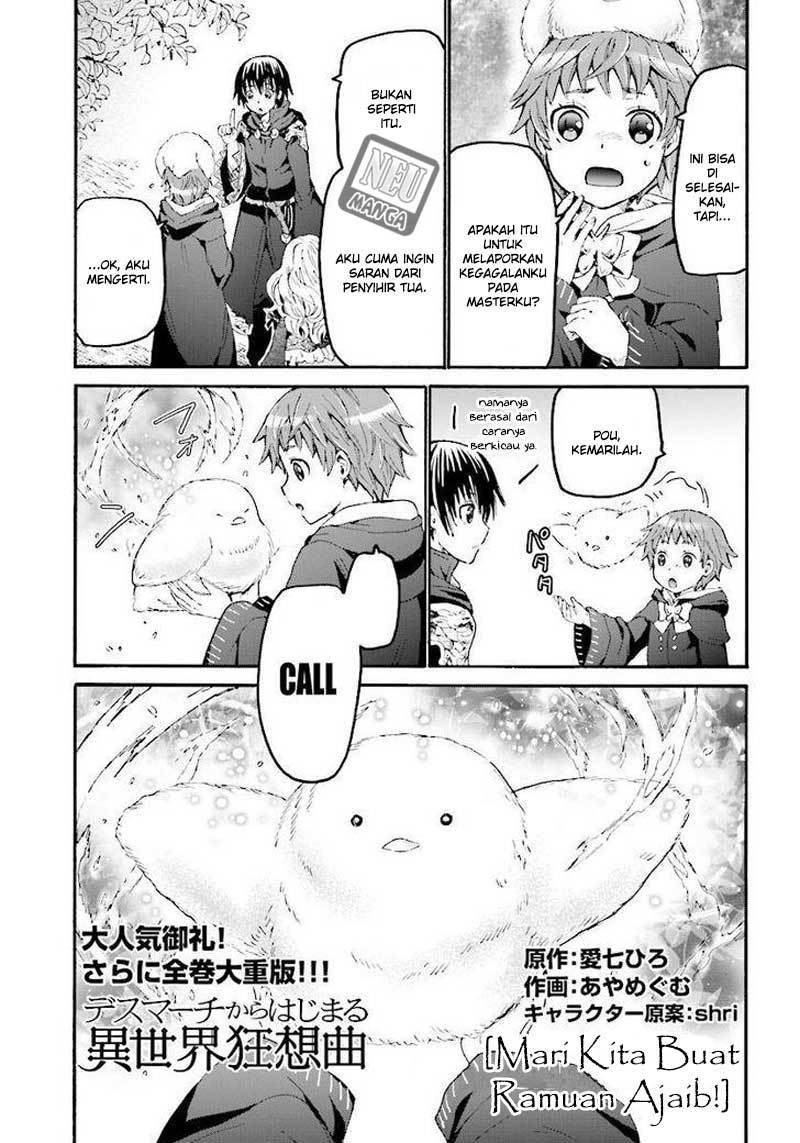 INI BISA
DI
SELESAI-
KAN,
TAPI...
APAKAH ITU
UNTUK
MELAPORKAN
KEGAGALANKU
PADA
MASTERKU?
BUKAN
SEPERTI
ITU.
NEU
MANGA
AKU CUMA INGIN
SARAN DARI
PENYIHIR TUA.
...OK, AKU
MENGERTI.
POU,
KEMARILAH.
namanya
berasal dari
caranya
berkicau ya
パタタ
CALL
大人気御礼!
さらに全巻大重版!!!
デスマーチからはじまる
異世界狂想曲
原作:愛七ひろ
作画:あやめぐむ
キャラクター原案:shri
[Mari Kita Buat
Ramuan Ajaib!]